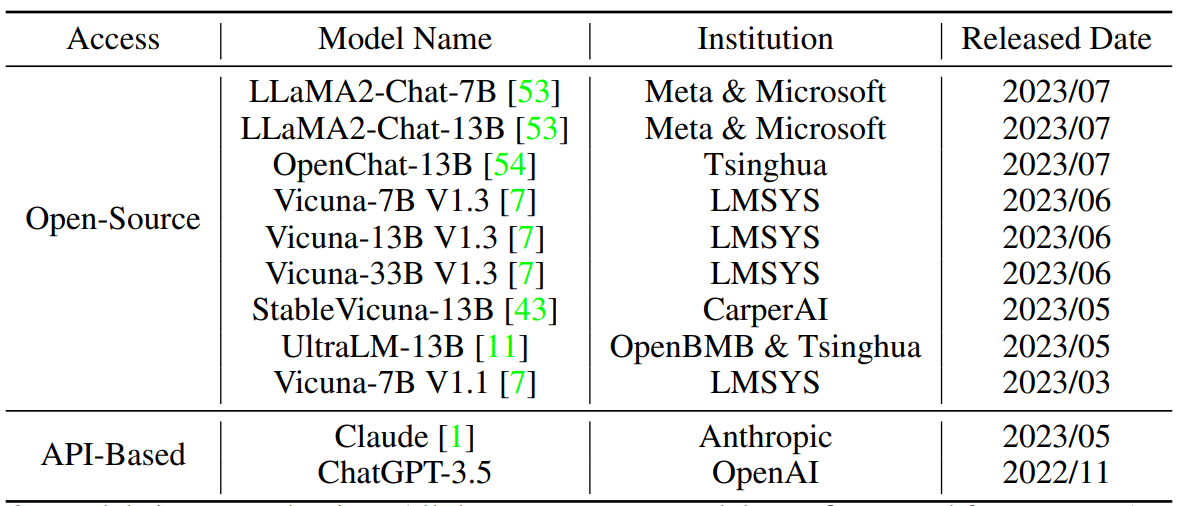 Access Model Name Institution Released Date
LLaMA2-Chat-7B [53] Meta & Microsoft 2023/07
LLaMA2-Chat-13B [53] Meta & Microsoft 2023/07
OpenChat-13B [54] Tsinghua 2023/07
Vicuna-7B V1.3 [7] LMSYS 2023/06
Open-Source
Vicuna-13B V1.3 [7] LMSYS 2023/06
Vicuna-33B V1.3 [7] LMSYS 2023/06
StableVicuna-13B [43] CarperAI 2023/05
UltraLM-13B [11] OpenBMB & Tsinghua 2023/05
Vicuna-7B V1.1 [7] LMSYS 2023/03
Claude [1] Anthropic 2023/05
API-Based
ChatGPT-3.5 OpenAI 2022/11